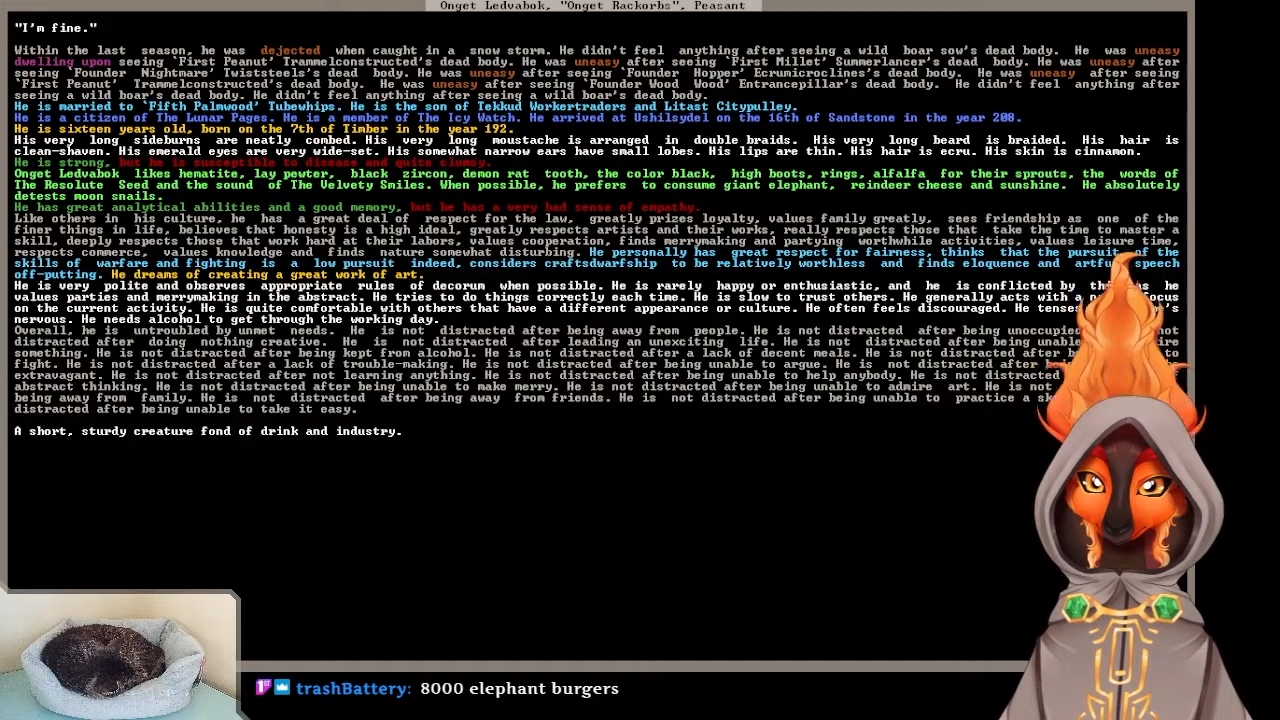 Onget Ledvabok, "Onget Rackorbs", Peasant
"I'm fine."
Within the last season, he was dejected when caught in a snow storm. He didn't feel anything after seeing a wild boar sow's dead body. He was uneasy
dwelling upon seeing `First Peanut' Trammelconstructed's dead body. He was uneasy after seeing `First Millet' Summerlancer's dead body. He was uneasy after
seeing `Founder Nightmare' Twiststeels's dead body. He was uneasy after seeing `Founder Hopper' Ecrumicroclines's dead body. He was uneasy after seeing
`First Peanut' Trammelconstructed's dead body. He was uneasy after seeing `Founder Wood Wood' Entrancepillar's dead body. He didn't feel anything after
seeing a wild boar's dead body. He didn't feel anything after seeing a wild boar's dead body.
He is married to `Fifth Palmwood' Tubewhips. He is the son of Tekkud Workertraders and Litast Citypulley.
He is a citizen of The Lunar Pages. He is a member of The Icy Watch. He arrived at Ushilsydel on the 16th of Sandstone in the year 208.
He is sixteen years old, born on the 7th of Timber in the year 192.
His very long sideburns are neatly combed. His very long moustache is arranged in double braids. His very long beard is braided. His hair is
clean-shaven. His emerald eyes are very wide-set. His somewhat narrow ears have small lobes. His lips are thin. His hair is ecru. His skin is cinnamon.
He is strong, but he is susceptible to disease and quite clumsy.
Onget Ledvabok likes hematite, lay pewter, black zircon, demon rat tooth, the color black, high boots, rings, alfalfa for their sprouts, the words of
The Resolute Seed and the sound of The Velvety Smiles. When possible, he prefers to consume giant elephant, reindeer cheese and sunshine. He absolutely
detests moon snails.
He has great analytical abilities and a good memory, but he has a very bad sense of empathy.
Like others in his culture, he has a great deal of respect for the law, greatly prizes loyalty, values family greatly, sees friendship as one of the
finer things in life, believes that honesty is a high ideal, greatly respects artists and their works, really respects those that take the time to master a
skill, deeply respects those that work hard at their labors, values cooperation, finds merrymaking and partying worthwhile activities, values leisure time,
respects commerce, values knowledge and finds nature somewhat disturbing. He personally has great respect for fairness, thinks that the pursuit of the
skills of warfare and fighting is a low pursuit indeed, considers craftsdwarfship to be relatively worthless and finds eloquence and artful speech
off-putting. He dreams of creating a great work of art.
He is very polite and observes appropriate rules of decorum when possible. He is rarely happy or enthusiastic, and he is conflicted by as he
values parties and merrymaking in the abstract. He tries to do things correctly each time. He is slow to trust others. He generally acts with a focus
on the current activity. He is quite comfortable with others that have a different appearance or culture. He often feels discouraged. He tenses
nervous. He needs alcohol to get through the working day.
Overall, he is untroubled by unmet needs. He is not distracted after being away from people. He is not distracted after being unoccupied not
distracted after doing nothing creative. He is not distracted after leading an unexciting life. He is not distracted after being unable
something. He is not distracted after being kept from alcohol. He is not distracted after a lack of decent meals. He is not distracted after
fight. He is not distracted after a lack of trouble-making. He is not distracted after being unable to argue. He is not distracted after
extravagant. He is not distracted after not learning anything. He is not distracted after being unable to help anybody. He is not distracted
abstract thinking. He is not distracted after being unable to make merry. He is not distracted after being unable to admire art. He is not
being away from family. He is not distracted after being away from friends. He is not distracted after being unable to practice a
distracted after being unable to take it easy.
A short, sturdy creature fond of drink and industry.
trashBattery: 8000 elephant burgers